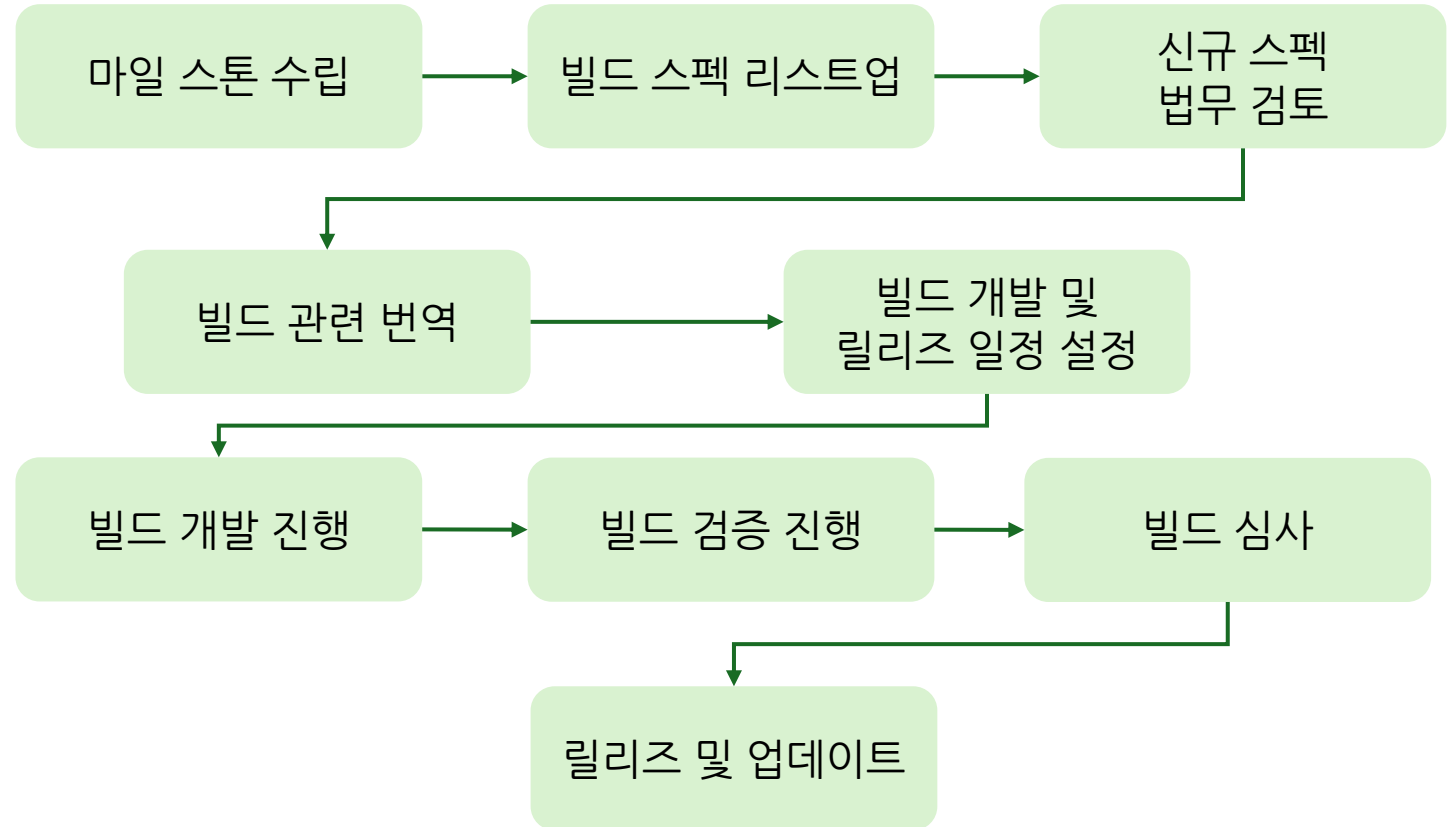 마일 스톤 수립
빌드 스펙 리스트업
신규 스펙
법무 검토
빌드 관련 번역
빌드 개발 및
릴리즈 일정 설정
빌드 개발 진행
빌드 검증 진행
빌드 심사
릴리즈 및 업데이트